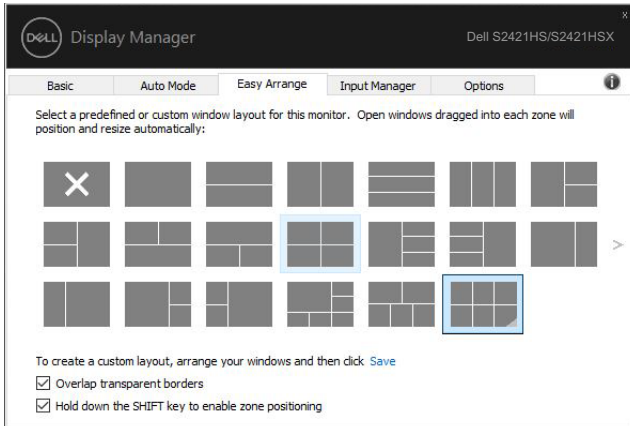 x
DELL Display Manager Dell S2421HS/S2421HSX
Basic Auto Mode Easy Arrange Input Manager Options i
Select a predefined or custom window layout for this monitor. Open windows dragged into each zone will
position and resize automatically:
>
To create a custom layout, arrange your windows and then click Save
Overlap transparent borders
Hold down the SHIFT key to enable zone positioning